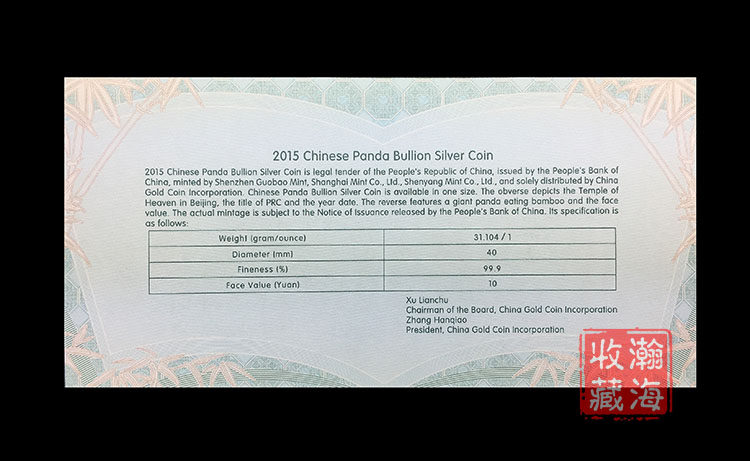 2015 Chinese Panda Bullion Silver Coin
2015 Chinese Panda Bullion Silver Coin is legal tender of the People's Republic of China, issued by the People's Bank of
China, minted by Shenzhen Guobao Mint, Shanghai Mint Co., Ltd., Shenyang Mint Co., Ltd., and solely distributed by China
Gold Coin Incorporation. Chinese Panda Bullion Silver Coin is available in one size. The obverse depicts the Temple of
Heaven in Beijing, the title of PRC and the year date. The reverse features a giant panda eating bamboo and the face
value. The actual mintage is subject to the Notice of Issuance released by the People's Bank of China. Its specification is
as follows:
Weight (gram/ounce) 31.104 / 1
Diameter (mm) 40
Fineness (%) 99.9
Face Value (Yuan) 10
Xu Lianchu
Chairman of the Board, China Gold Coin Incorporation
Zhang Hanqiao
President, China Gold Coin Incorporation
瀚海
收藏